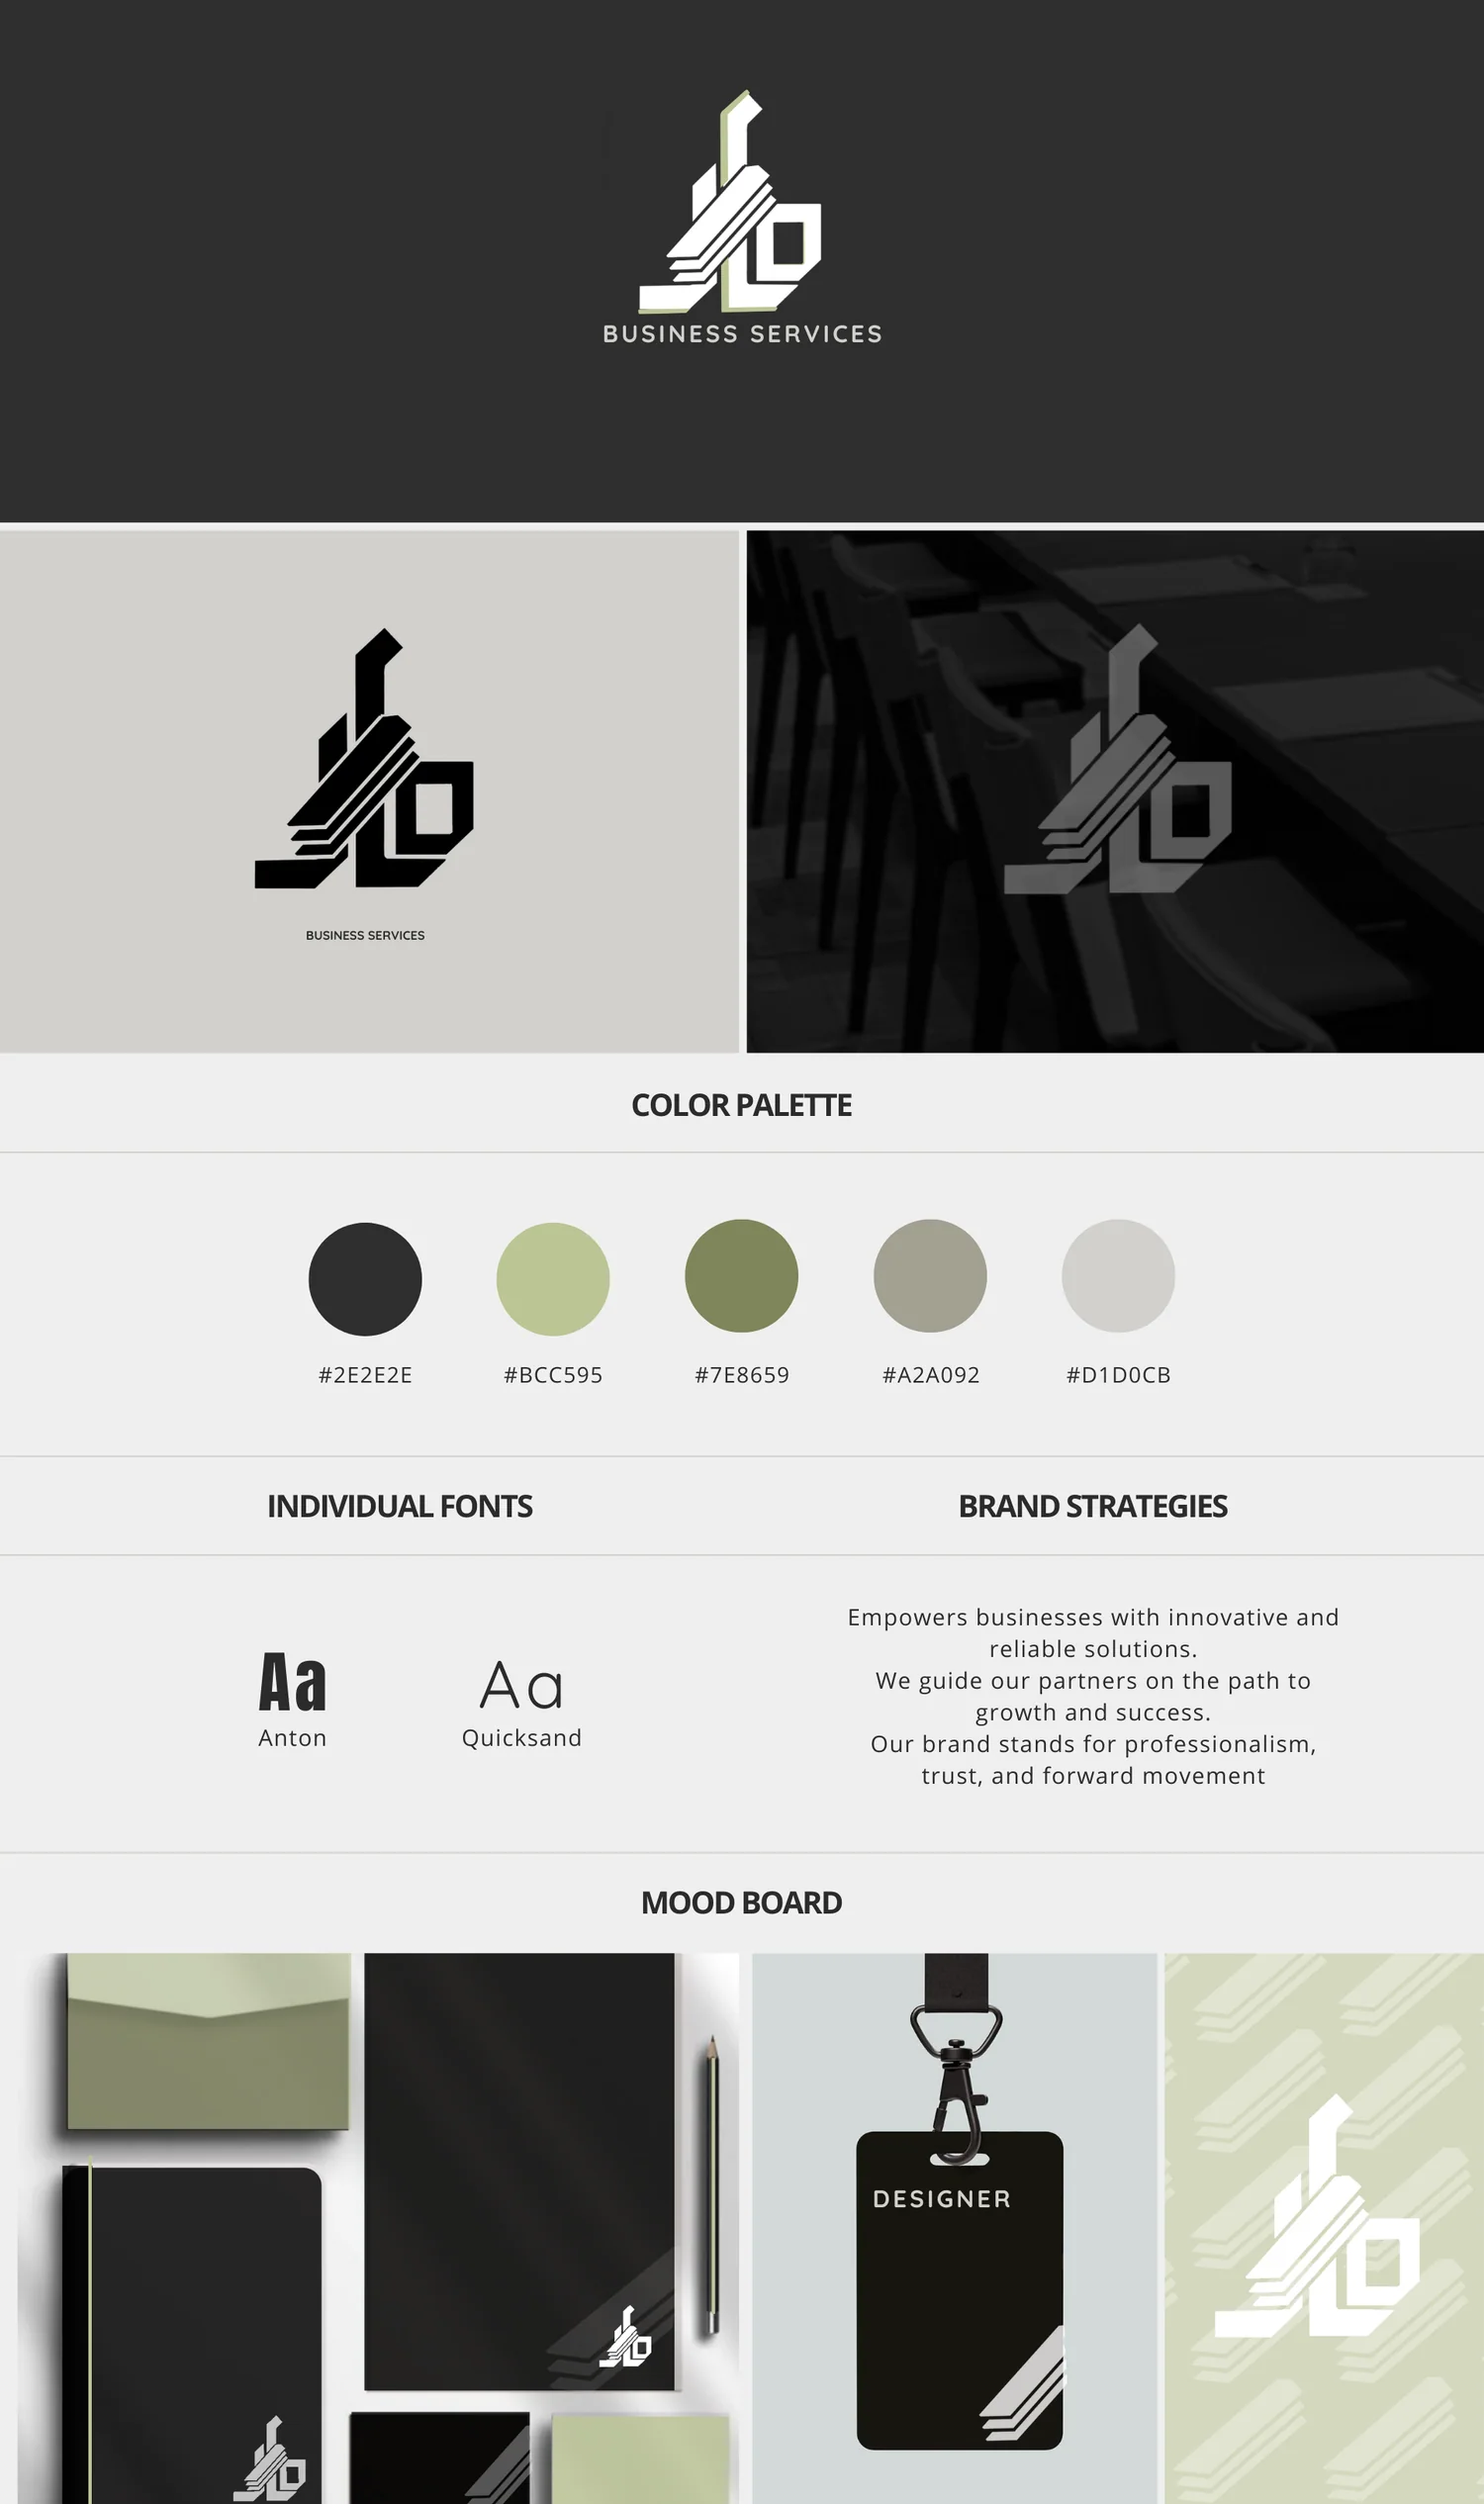 BUSINESS SERVICES
BUSINESS SERVICES
COLOR PALETTE
#2E2E2E
#BCC595
#7E8659
#A2A092
#D1D0CB
INDIVIDUAL FONTS
BRAND STRATEGIES
Aa
Anton
Aa
Quicksand
Empowers businesses with innovative and
reliable solutions.
We guide our partners on the path to
growth and success.
Our brand stands for professionalism,
trust, and forward movement
MOOD BOARD
DESIGNER